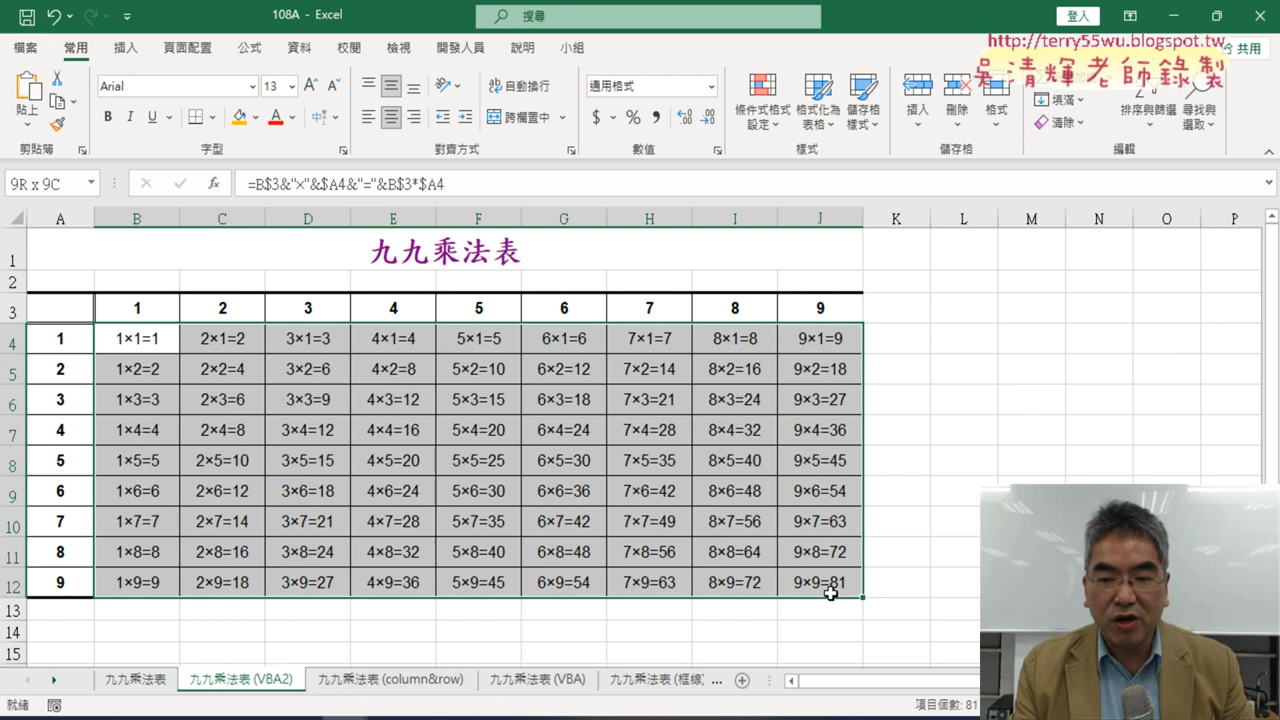 108A - Excel
搜尋
登入
http://terry55wu.blogspot.tw
吳清輝老師錄製
檔案 常用 插入 頁面配置 公式 資料 校閱 檢視 開發人員 說明 小組 共用
貼上
剪貼簿
Arial 13
B I U
字型
ab 自動換行
跨欄置中
對齊方式
通用格式
$ % ,
數值
條件式格式設定 格式化為表格 儲存格樣式
樣式
插入 刪除 格式
儲存格
填滿
清除
排序與篩選 尋找與選取
編輯
9R x 9C fx =B$3&"×"&$A4&"="&B$3*$A4
A B C D E F G H I J K L M N O P
1 九九乘法表
2
3 1 2 3 4 5 6 7 8 9
4 1 1×1=1 2×1=2 3×1=3 4×1=4 5×1=5 6×1=6 7×1=7 8×1=8 9×1=9
5 2 1×2=2 2×2=4 3×2=6 4×2=8 5×2=10 6×2=12 7×2=14 8×2=16 9×2=18
6 3 1×3=3 2×3=6 3×3=9 4×3=12 5×3=15 6×3=18 7×3=21 8×3=24 9×3=27
7 4 1×4=4 2×4=8 3×4=12 4×4=16 5×4=20 6×4=24 7×4=28 8×4=32 9×4=36
8 5 1×5=5 2×5=10 3×5=15 4×5=20 5×5=25 6×5=30 7×5=35 8×5=40 9×5=45
9 6 1×6=6 2×6=12 3×6=18 4×6=24 5×6=30 6×6=36 7×6=42 8×6=48 9×6=54
10 7 1×7=7 2×7=14 3×7=21 4×7=28 5×7=35 6×7=42 7×7=49 8×7=56 9×7=63
11 8 1×8=8 2×8=16 3×8=24 4×8=32 5×8=40 6×8=48 7×8=56 8×8=64 9×8=72
12 9 1×9=9 2×9=18 3×9=27 4×9=36 5×9=45 6×9=54 7×9=63 8×9=72 9×9=81
13
14
15
九九乘法表 九九乘法表 (VBA2) 九九乘法表 (column&row) 九九乘法表 (VBA) 九九乘法表 (框線) ...
就緒 項目個數: 81